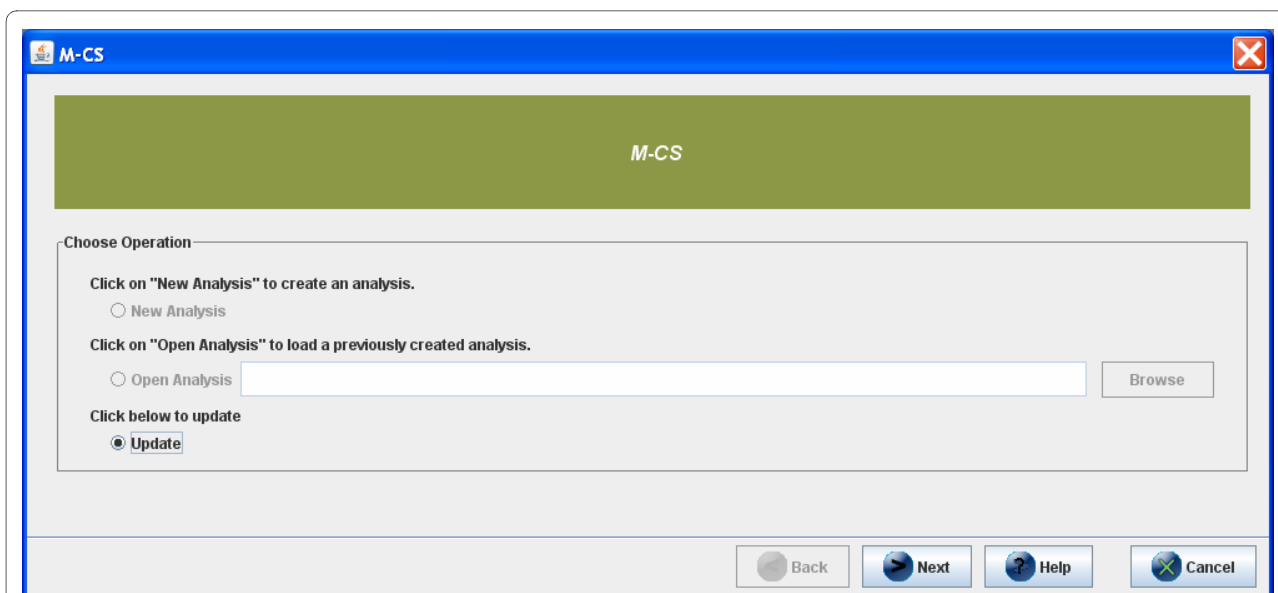 M-CS
M-CS
Choose Operation
Click on "New Analysis" to create an analysis.
New Analysis
Click on "Open Analysis" to load a previously created analysis.
Open Analysis Browse
Click below to update
Update
Back Next Help Cancel